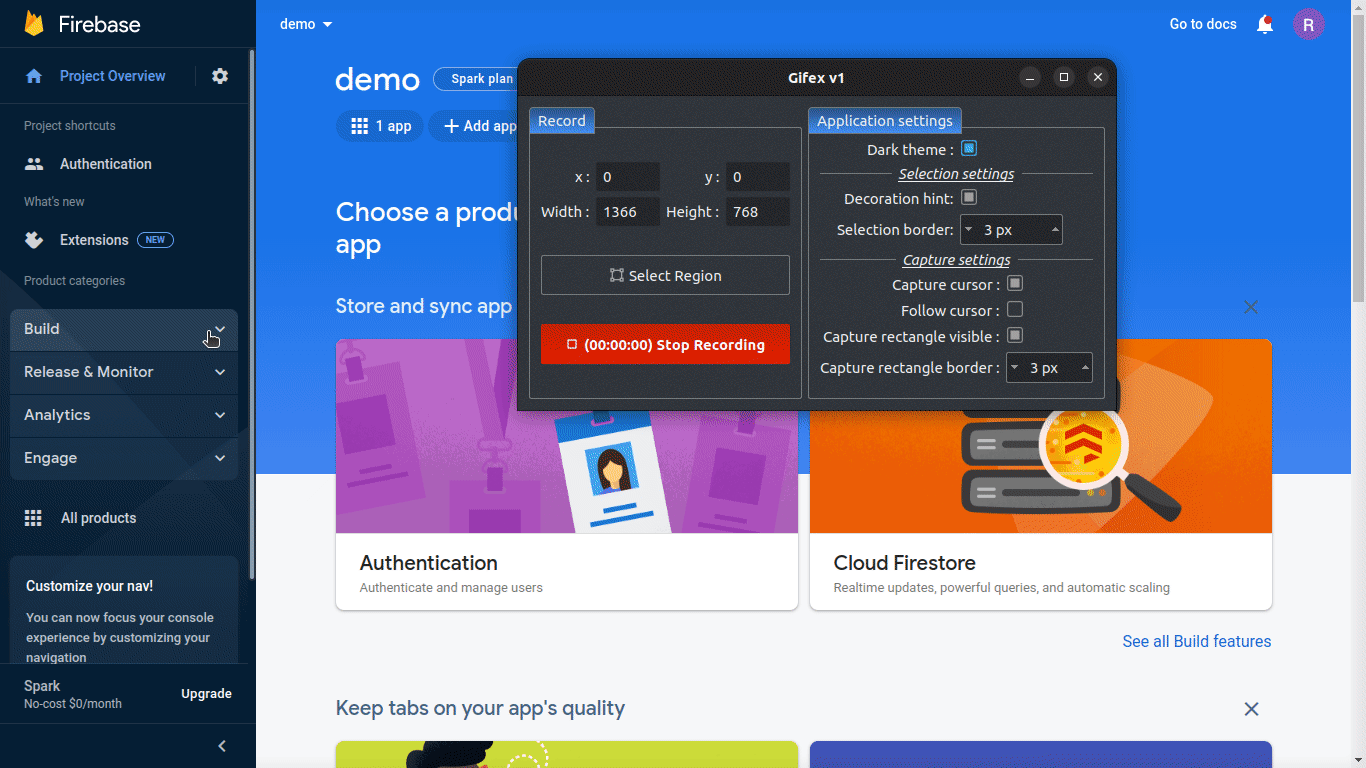 Firebase
Project Overview
Project shortcuts
Authentication
What's new
Extensions NEW
Product categories
Build
Release & Monitor
Analytics
Engage
All products
Customize your nav!
You can now focus your console
experience by customizing your
navigation
Spark
No-cost $0/month
Upgrade
demo
Go to docs
R
demo
Spark plan
1 app
Add app
Choose a produ
app
Store and sync app
Gifex v1
Record
x : 0 y : 0
Width : 1366 Height : 768
Select Region
(00:00:00) Stop Recording
Application settings
Dark theme :
Selection settings
Decoration hint:
Selection border: 3 px
Capture settings
Capture cursor :
Follow cursor :
Capture rectangle visible :
Capture rectangle border : 3 px
Authentication
Authenticate and manage users
Cloud Firestore
Realtime updates, powerful queries, and automatic scaling
See all Build features
Keep tabs on your app's quality